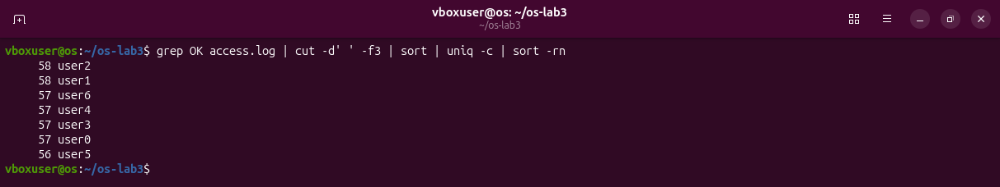 vboxuser@os: ~/os-lab3
~/os-lab3
vboxuser@os:~/os-lab3$ grep OK access.log | cut -d' ' -f3 | sort | uniq -c | sort -rn
58 user2
58 user1
57 user6
57 user4
57 user3
57 user0
56 user5
vboxuser@os:~/os-lab3$